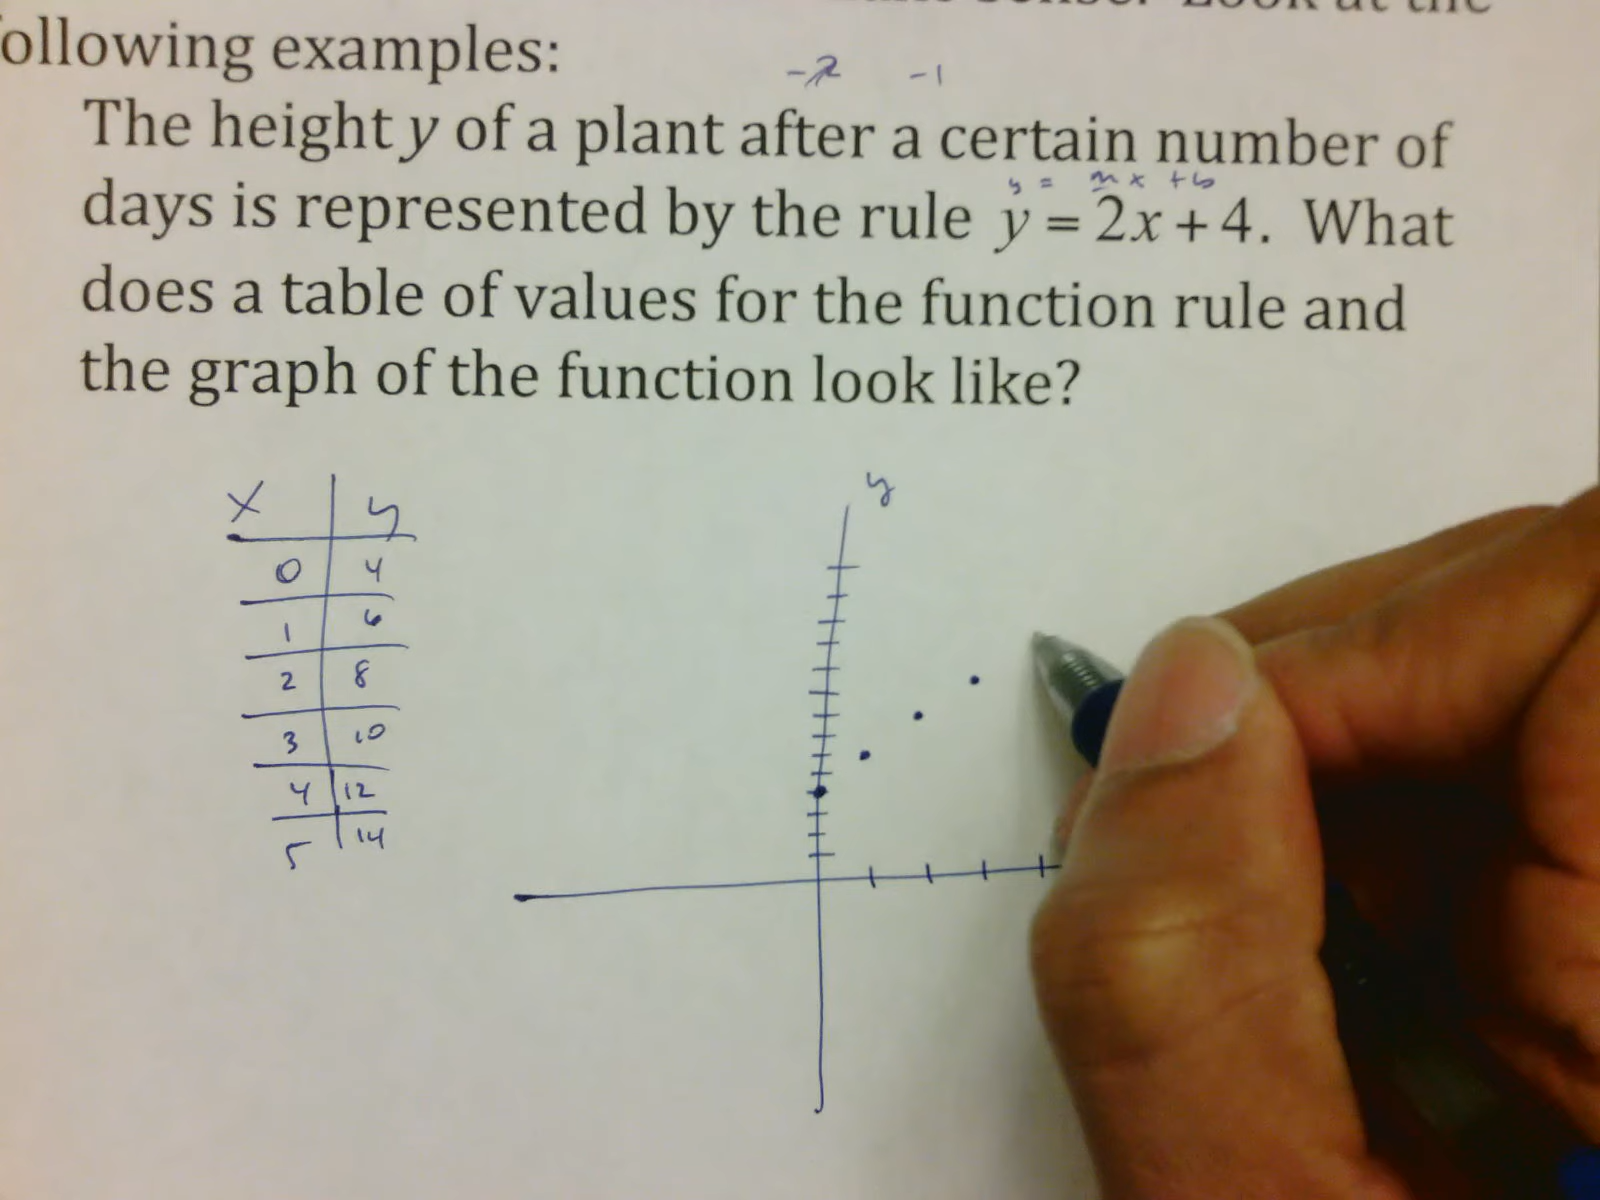 ollowing examples:
-2 -1
The height y of a plant after a certain number of
y = mx +b
days is represented by the rule y = 2x + 4. What
does a table of values for the function rule and
the graph of the function look like?
y
x y
0 4
1 6
2 8
3 10
4 12
5 14